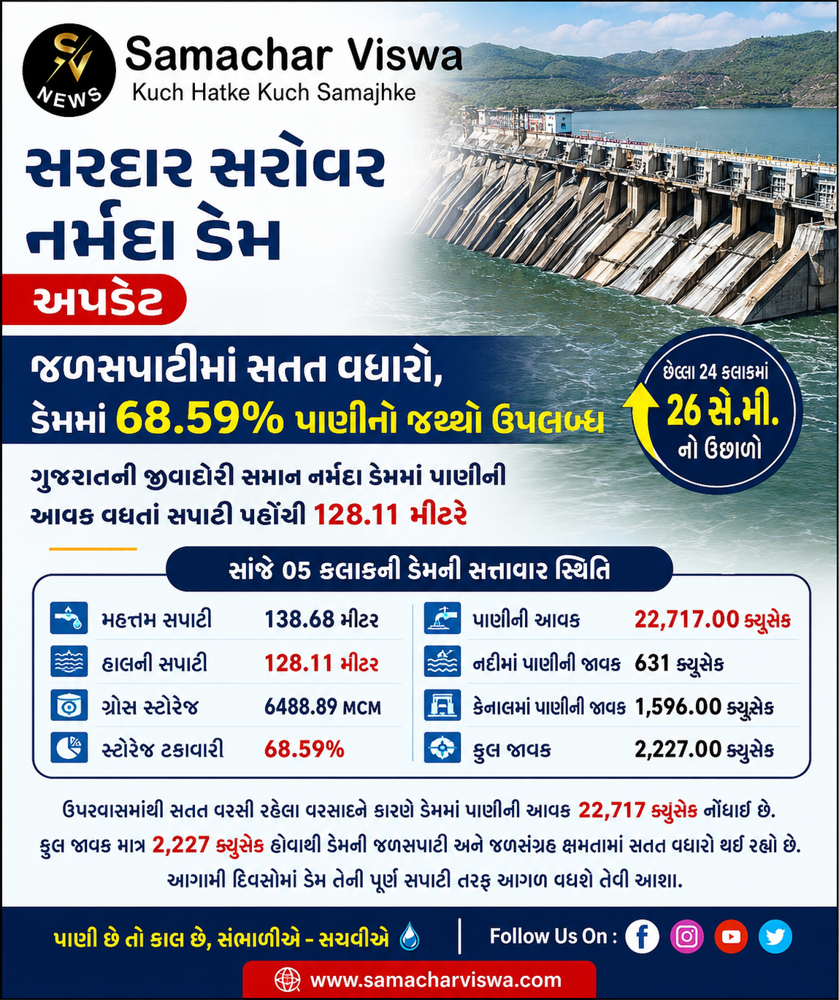 SV
NEWS
Samachar Viswa
Kuch Hatke Kuch Samajhke
સરદાર સરોવર
નર્મદા ડેમ
અપડેટ
જળસપાટીમાં સતત વધારો,
ડેમમાં 68.59% પાણીનો જથ્થો ઉપલબ્ધ
છેલ્લા 24 કલાકમાં
26 સે.મી.
નો ઉછાળો
ગુજરાતની જીવાદોરી સમાન નર્મદા ડેમમાં પાણીની
આવક વધતાં સપાટી પહોંચી 128.11 મીટરે
સાંજે 05 કલાકની ડેમની સત્તાવાર સ્થિતિ
મહત્તમ સપાટી 138.68 મીટર
હાલની સપાટી 128.11 મીટર
ગ્રોસ સ્ટોરેજ 6488.89 MCM
સ્ટોરેજ ટકાવારી 68.59%
પાણીની આવક 22,717.00 ક્યૂસેક
નદીમાં પાણીની જાવક 631 ક્યૂસેક
કેનાલમાં પાણીની જાવક 1,596.00 ક્યૂસેક
કુલ જાવક 2,227.00 ક્યૂસેક
ઉપરવાસમાંથી સતત વરસી રહેલા વરસાદને કારણે ડેમમાં પાણીની આવક 22,717 ક્યુસેક નોંધાઈ છે.
કુલ જાવક માત્ર 2,227 ક્યુસેક હોવાથી ડેમની જળસપાટી અને જળસંગ્રહ ક્ષમતામાં સતત વધારો થઈ રહ્યો છે.
આગામી દિવસોમાં ડેમ તેની પૂર્ણ સપાટી તરફ આગળ વધશે તેવી આશા.
પાણી છે તો કાલ છે, સંભાળીએ - સચવીએ
Follow Us On :
www.samacharviswa.com